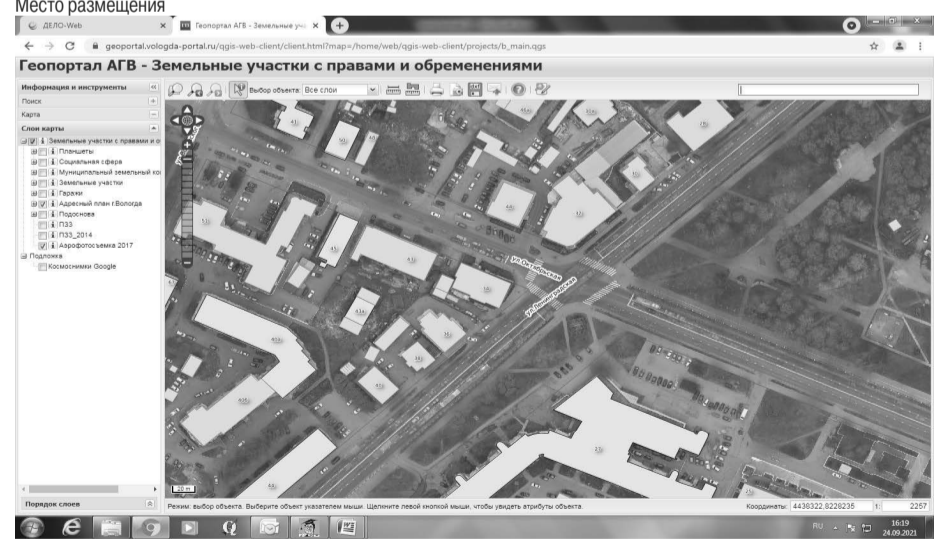 Место размещения
ДЕЛО-Web
Геопортал АГВ - Земельные уча
geoportal.vologda-portal.ru/qgis-web-client/client.html?map=/home/web/qgis-web-client/projects/b_main.qgs
Геопортал АГВ - Земельные участки с правами и обременениями
Информация и инструменты
Выбор объекта: Все слои
Поиск
Карта
Слои карты
Земельные участки с правами и о
Планшеты
Социальная сфера
Муниципальный земельный ко
Земельные участки
Гаражи
Адресный план г.Вологда
Подоснова
ПЗЗ
ПЗЗ_2014
Аэрофотосъемка 2017
Подложка
Космоснимки Google
ул.Октябрьская
ул.Ленинградская
20 m
Порядок слоев
Режим: выбор объекта. Выберите объект указателем мыши. Щелкните левой кнопкой мыши, чтобы увидеть атрибуты объекта.
Координаты: 4438322,8228235
1: 2257
RU
16:19
24.09.2021